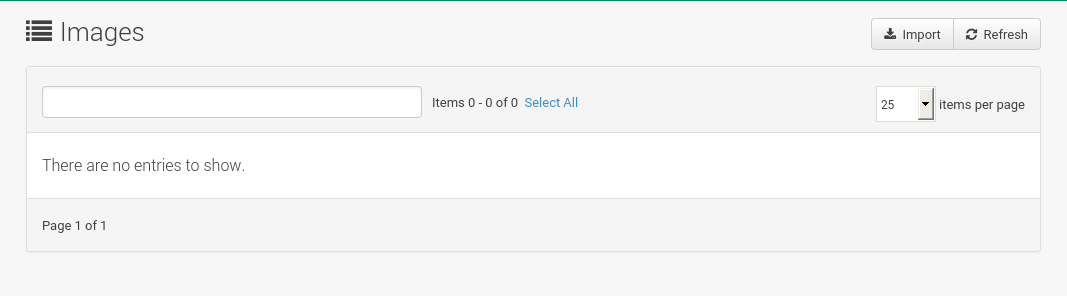 Images
Import Refresh
Items 0 - 0 of 0 Select All
25 items per page
There are no entries to show.
Page 1 of 1